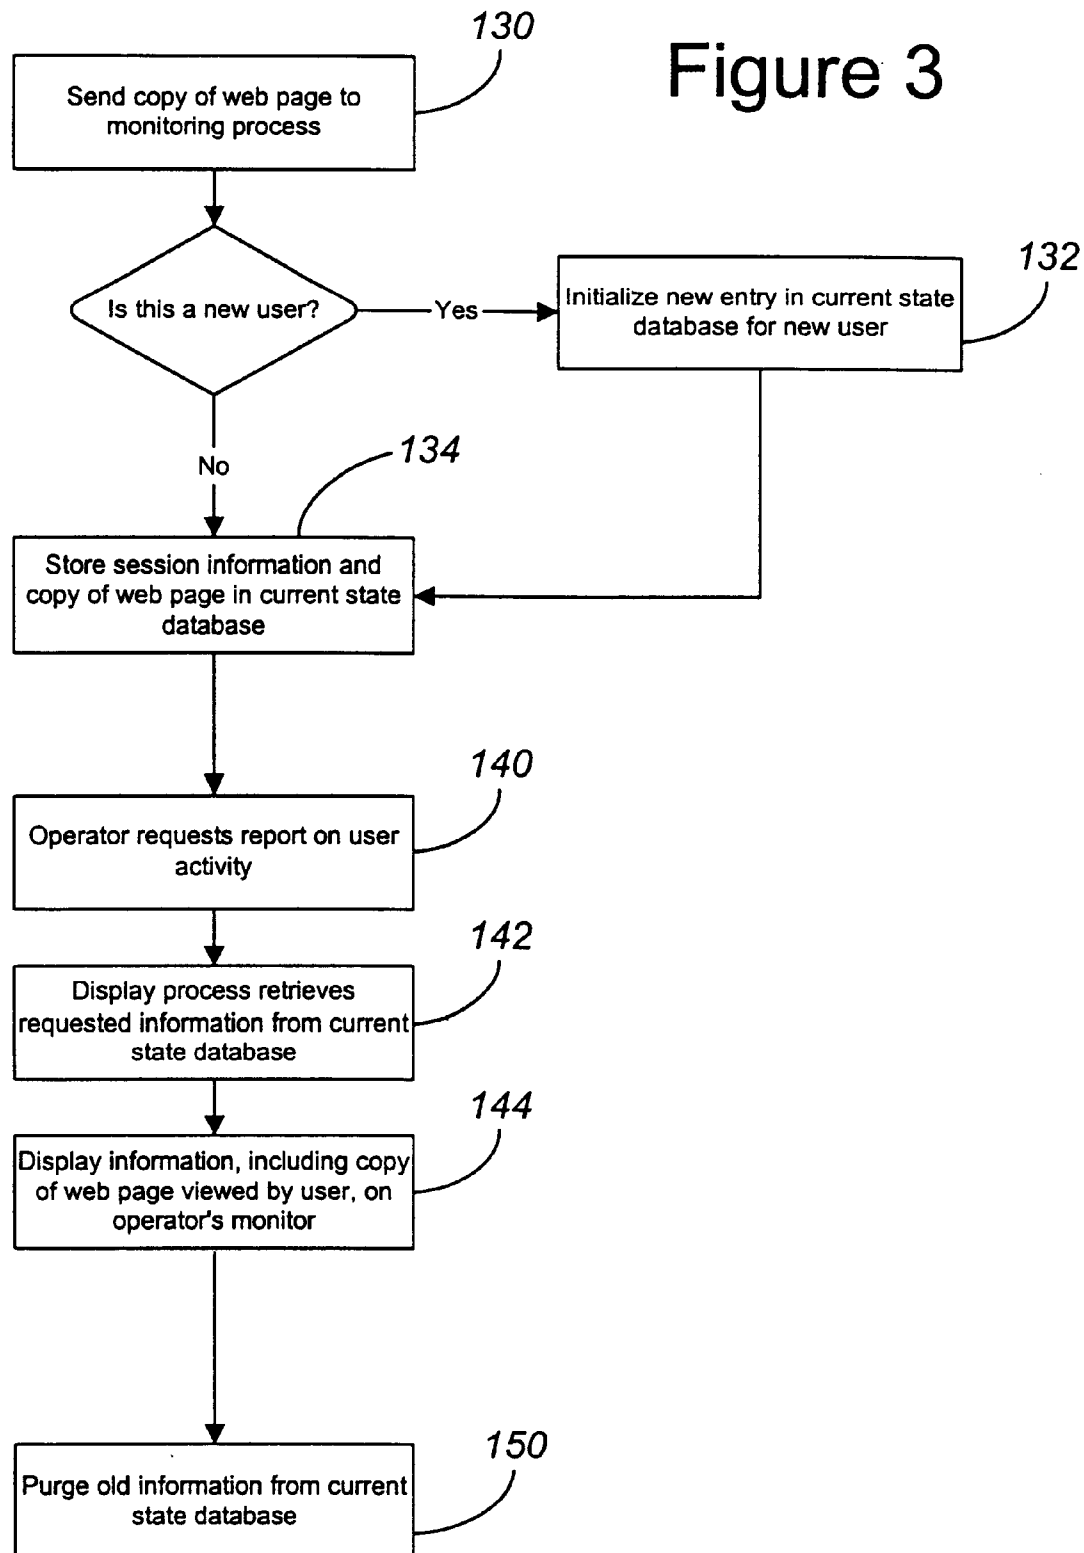 130
Figure 3
Send copy of web page to
monitoring process
Is this a new user?
Yes
132
Initialize new entry in current state
database for new user
No
134
Store session information and
copy of web page in current state
database
140
Operator requests report on user
activity
142
Display process retrieves
requested information from current
state database
144
Display information, including copy
of web page viewed by user, on
operator's monitor
150
Purge old information from current
state database